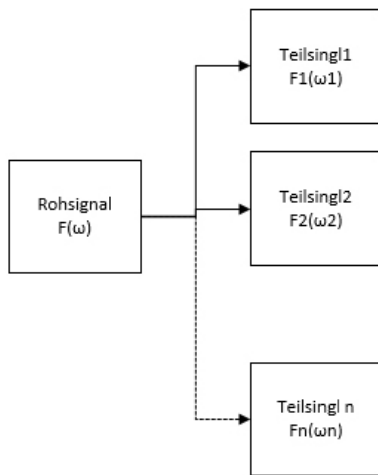 Teilsingl1
F1(ω1)
Rohsignal
F(ω)
Teilsingl2
F2(ω2)
Teilsingl n
Fn(ωn)